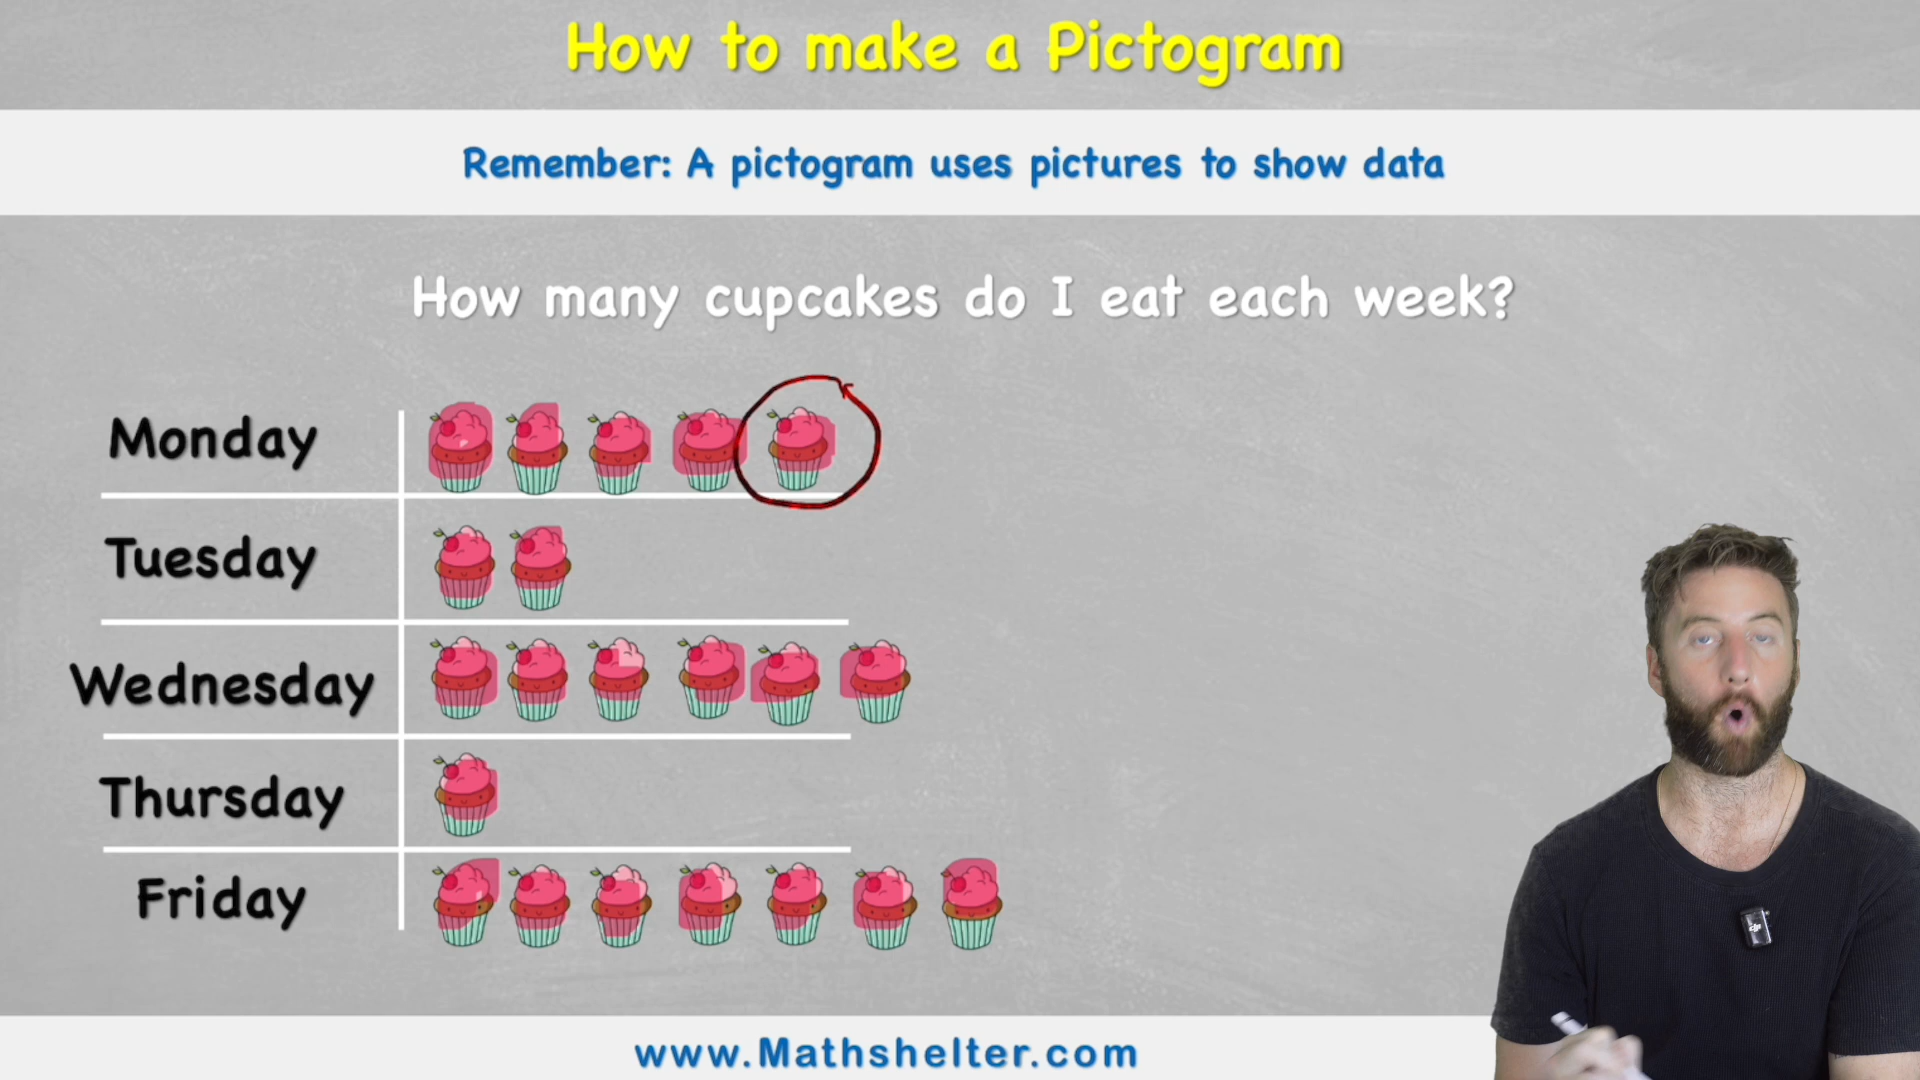 How to make a Pictogram
Remember: A pictogram uses pictures to show data
How many cupcakes do I eat each week?
Monday
Tuesday
Wednesday
Thursday
Friday
www.Mathshelter.com